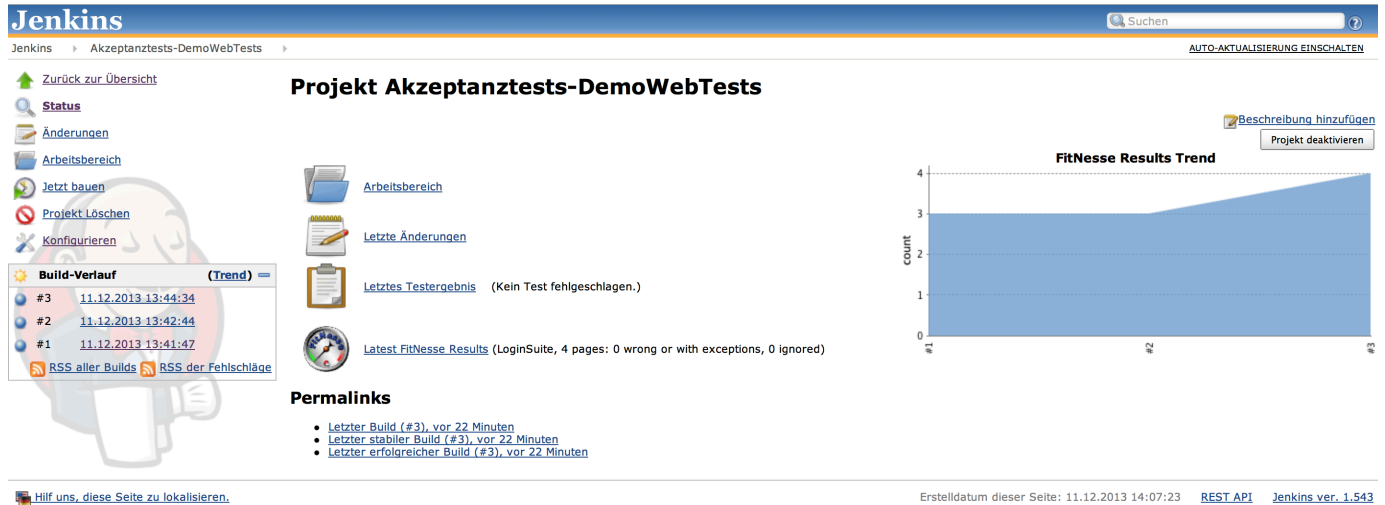 Jenkins
Suchen
Jenkins Akzeptanztests-DemoWebTests
AUTO-AKTUALISIERUNG EINSCHALTEN
Zurück zur Übersicht
Status
Änderungen
Arbeitsbereich
Jetzt bauen
Projekt Löschen
Konfigurieren
Build-Verlauf (Trend)
#3 11.12.2013 13:44:34
#2 11.12.2013 13:42:44
#1 11.12.2013 13:41:47
RSS aller Builds RSS der Fehlschläge
Projekt Akzeptanztests-DemoWebTests
Beschreibung hinzufügen
Projekt deaktivieren
Arbeitsbereich
Letzte Änderungen
Letztes Testergebnis (Kein Test fehlgeschlagen.)
FitNesse
Latest FitNesse Results (LoginSuite, 4 pages: 0 wrong or with exceptions, 0 ignored)
FitNesse Results Trend
4
3
2
1
0
count
#1
#2
#3
Permalinks
Letzter Build (#3), vor 22 Minuten
Letzter stabiler Build (#3), vor 22 Minuten
Letzter erfolgreicher Build (#3), vor 22 Minuten
Hilf uns, diese Seite zu lokalisieren.
Erstelldatum dieser Seite: 11.12.2013 14:07:23 REST API Jenkins ver. 1.543